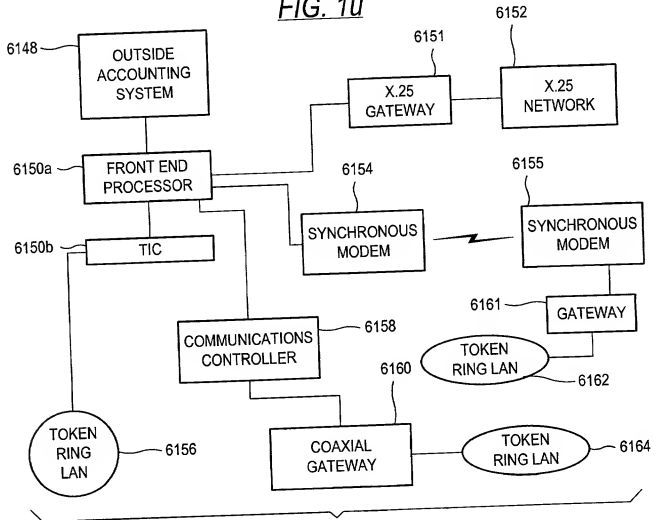 FIG. 1u
6148
OUTSIDE
ACCOUNTING
SYSTEM
6151
X.25
GATEWAY
6152
X.25
NETWORK
6150a
FRONT END
PROCESSOR
6154
SYNCHRONOUS
MODEM
6155
SYNCHRONOUS
MODEM
6150b
TIC
6161
GATEWAY
6158
COMMUNICATIONS
CONTROLLER
TOKEN
RING LAN
6162
6160
COAXIAL
GATEWAY
TOKEN
RING LAN
6164
TOKEN
RING
LAN
6156